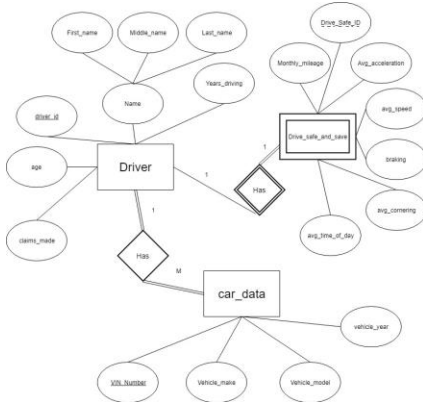 Drive_Safe_ID
First_name
Middle_name
Last_name
Monthly_mileage
Avg_acceleration
Years_driving
Name
avg_speed
driver_id
Drive_safe_and_save
1
braking
age
Driver
1
Has
avg_cornering
claims_made
1
avg_time_of_day
Has
M
car_data
vehicle_year
VIN_Number
Vehicle_make
Vehicle_model